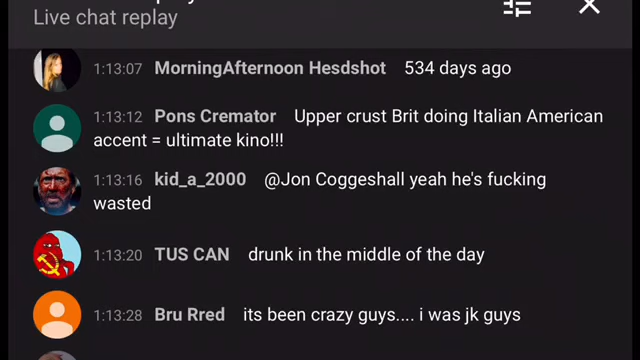 Live chat replay
1:13:07 MorningAfternoon Hesdshot 534 days ago
1:13:12 Pons Cremator Upper crust Brit doing Italian American
accent = ultimate kino!!!
1:13:16 kid_a_2000 @Jon Coggeshall yeah he's fucking
wasted
1:13:20 TUS CAN drunk in the middle of the day
1:13:28 Bru Rred its been crazy guys.... i was jk guys